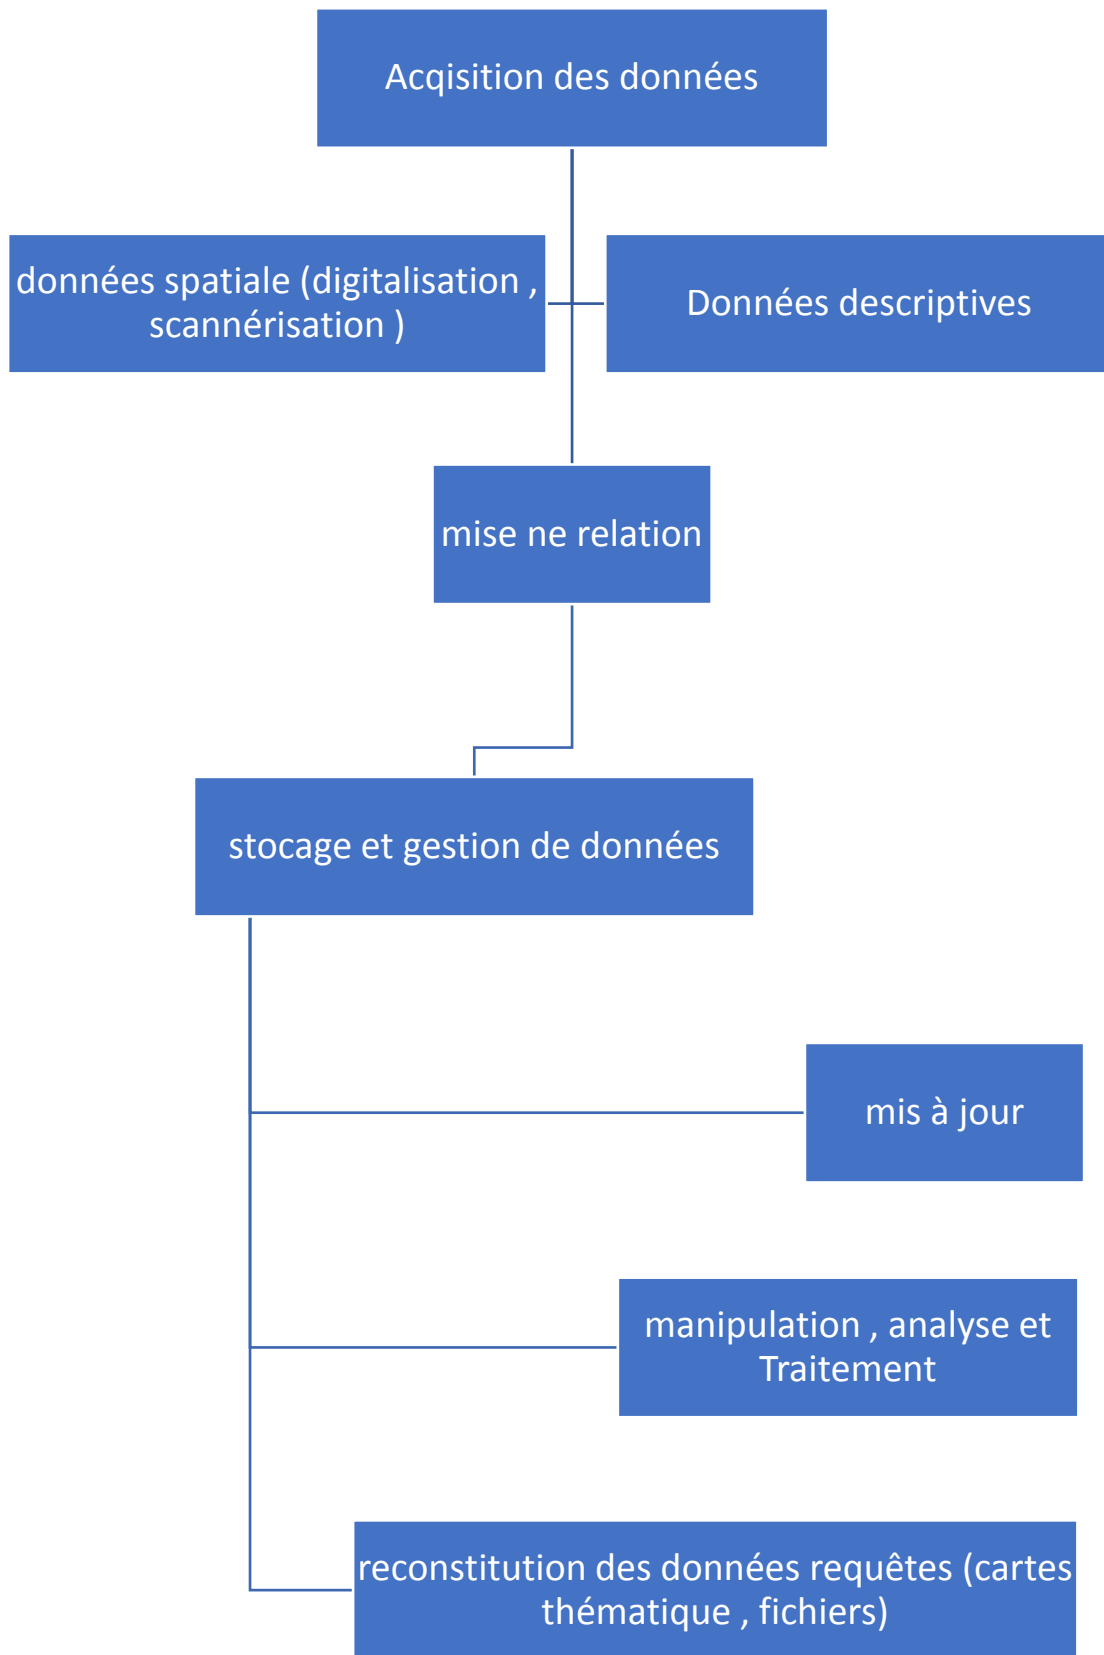 Acqisition des données
données spatiale (digitalisation ,
scannérisation )
Données descriptives
mise ne relation
stocage et gestion de données
mis à jour
manipulation , analyse et
Traitement
reconstitution des données requêtes (cartes
thématique , fichiers)